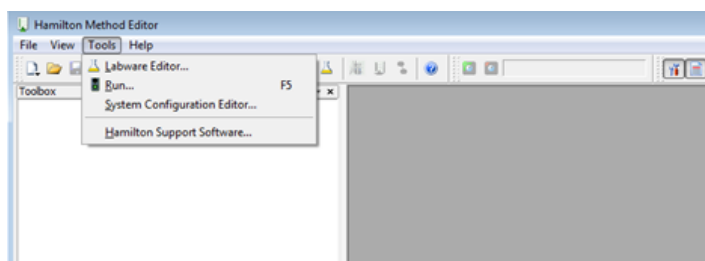 Hamilton Method Editor
File View Tools Help
Labware Editor...
Run... F5
System Configuration Editor...
Hamilton Support Software...
Toolbox